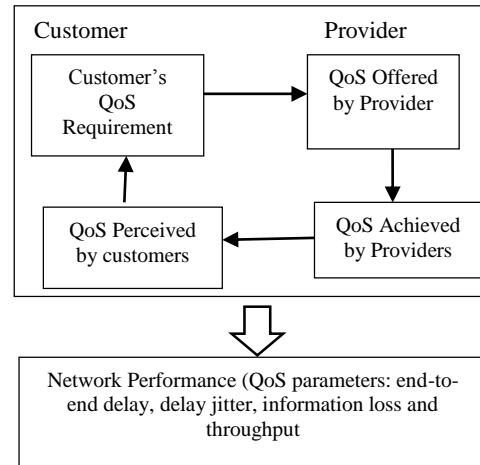 Customer
Provider
Customer's
QoS
Requirement
QoS Offered
by Provider
QoS Perceived
by customers
QoS Achieved
by Providers
Network Performance (QoS parameters: end-to-
end delay, delay jitter, information loss and
throughput